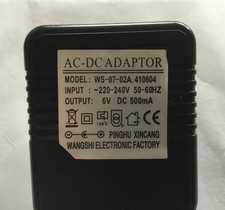 AC-DC ADAPTOR
MODEL: WS-07-02A. 410604
INPUT: ~220-240V 50-60HZ
OUTPUT: 6V DC 500mA
PINGHU XINCANG
WANGSHI ELECTRONIC FACTORY